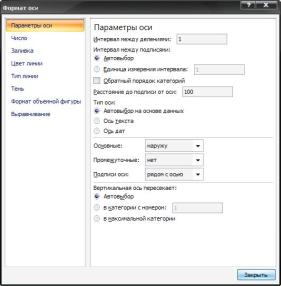 Формат оси
Параметры оси
Число
Заливка
Цвет линии
Тип линии
Тень
Формат объемной фигуры
Выравнивание
Параметры оси
Интервал между делениями: 1
Интервал между подписями:
Автовыбор
Единица измерения интервала: 1
Обратный порядок категорий
Расстояние до подписи от оси: 100
Тип оси:
Автовыбор на основе данных
Ось текста
Ось дат
Основные: наружу
Промежуточные: нет
Подписи оси: рядом с осью
Вертикальная ось пересекает:
Автовыбор
в категории с номером: 1
в максимальной категории
Закрыть